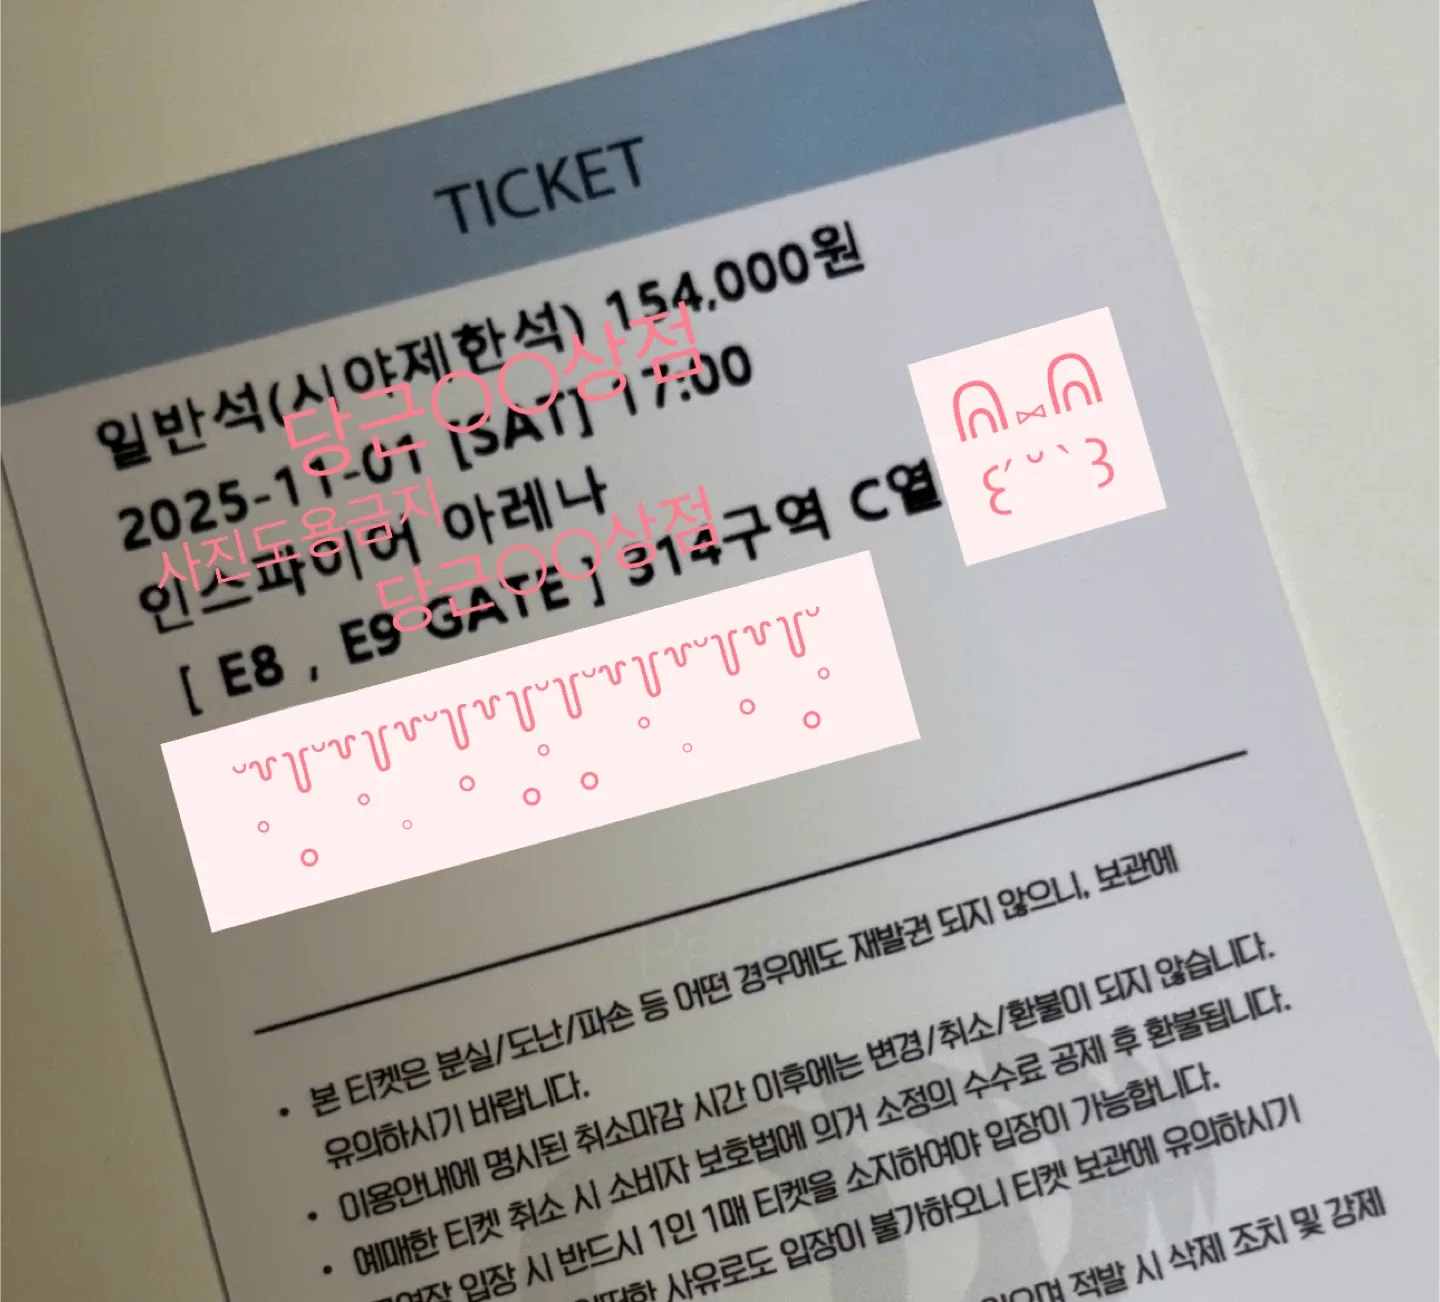 TICKET
일반석(시야제한석) 154,000원
당근○○상점
2025-11-01 [SAT] 17:00
사진도용금지
인스파이어 아레나
당근○○상점
[ E8 , E9 GATE ] 314구역 C열
본 티켓은 분실/도난/파손 등 어떤 경우에도 재발권 되지 않으니, 보관에
유의하시기 바랍니다.
이용안내에 명시된 취소마감 시간 이후에는 변경/취소/환불이 되지 않습니다.
예매한 티켓 취소 시 소비자 보호법에 의거 소정의 수수료 공제 후 환불됩니다.
입장 시 반드시 1인 1매 티켓을 소지하여야 입장이 가능합니다.
사유로도 입장이 불가하오니 티켓 보관에 유의하시기
적발 시 삭제 조치 및 강제